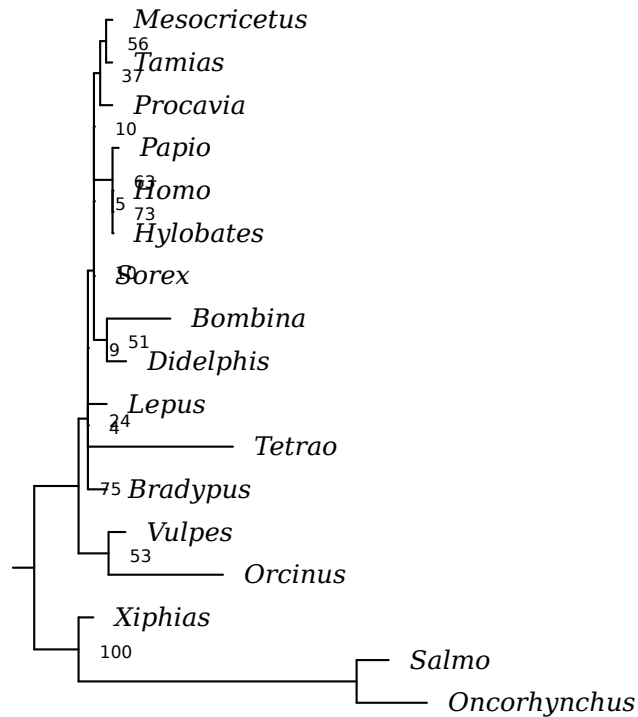 Mesocricetus
56
Tamias
37
Procavia
10
Papio
63
Homo
5
73
Hylobates
10
Sorex
Bombina
51
9
Didelphis
Lepus
24
4
Tetrao
75
Bradypus
Vulpes
53
Orcinus
Xiphias
100
Salmo
Oncorhynchus